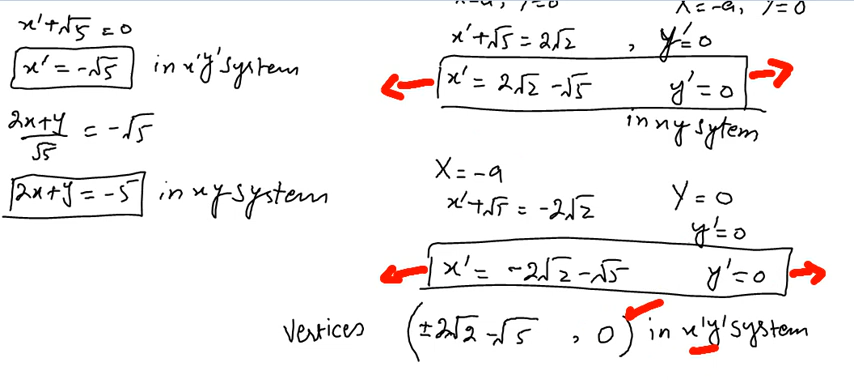 x'+√5 = 0
x' = -√5 in x'y' system
(2x+y)/√5 = -√5
2x+y = -5 in xy system
X=-a, Y=0
x'+√5 = 2√2 , y'=0
x' = 2√2 -√5 y' = 0
in xy sytem
X = -a
x'+√5 = -2√2 Y = 0
y'=0
x' = -2√2 -√5 y'=0
Vertices (±2√2 -√5 , 0) in x'y' system